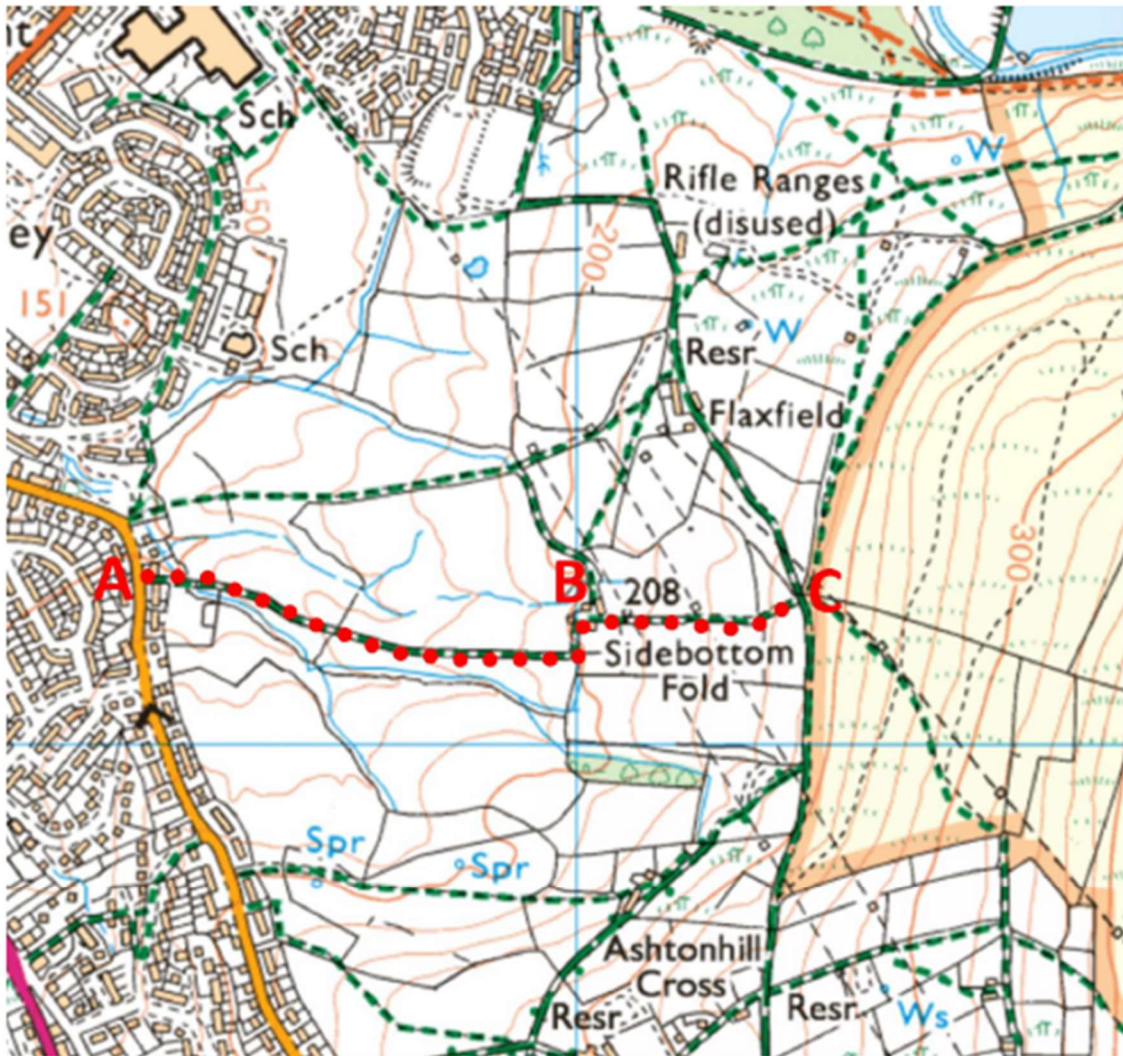 nt
Sch
150
Rifle Ranges
(disused)
W
ey
200
151
Sch
W
Resr
Flaxfield
A
B
208
C
Sidebottom
Fold
300
Spr
Spr
Ashtonhill
Cross
Resr
Resr
Ws